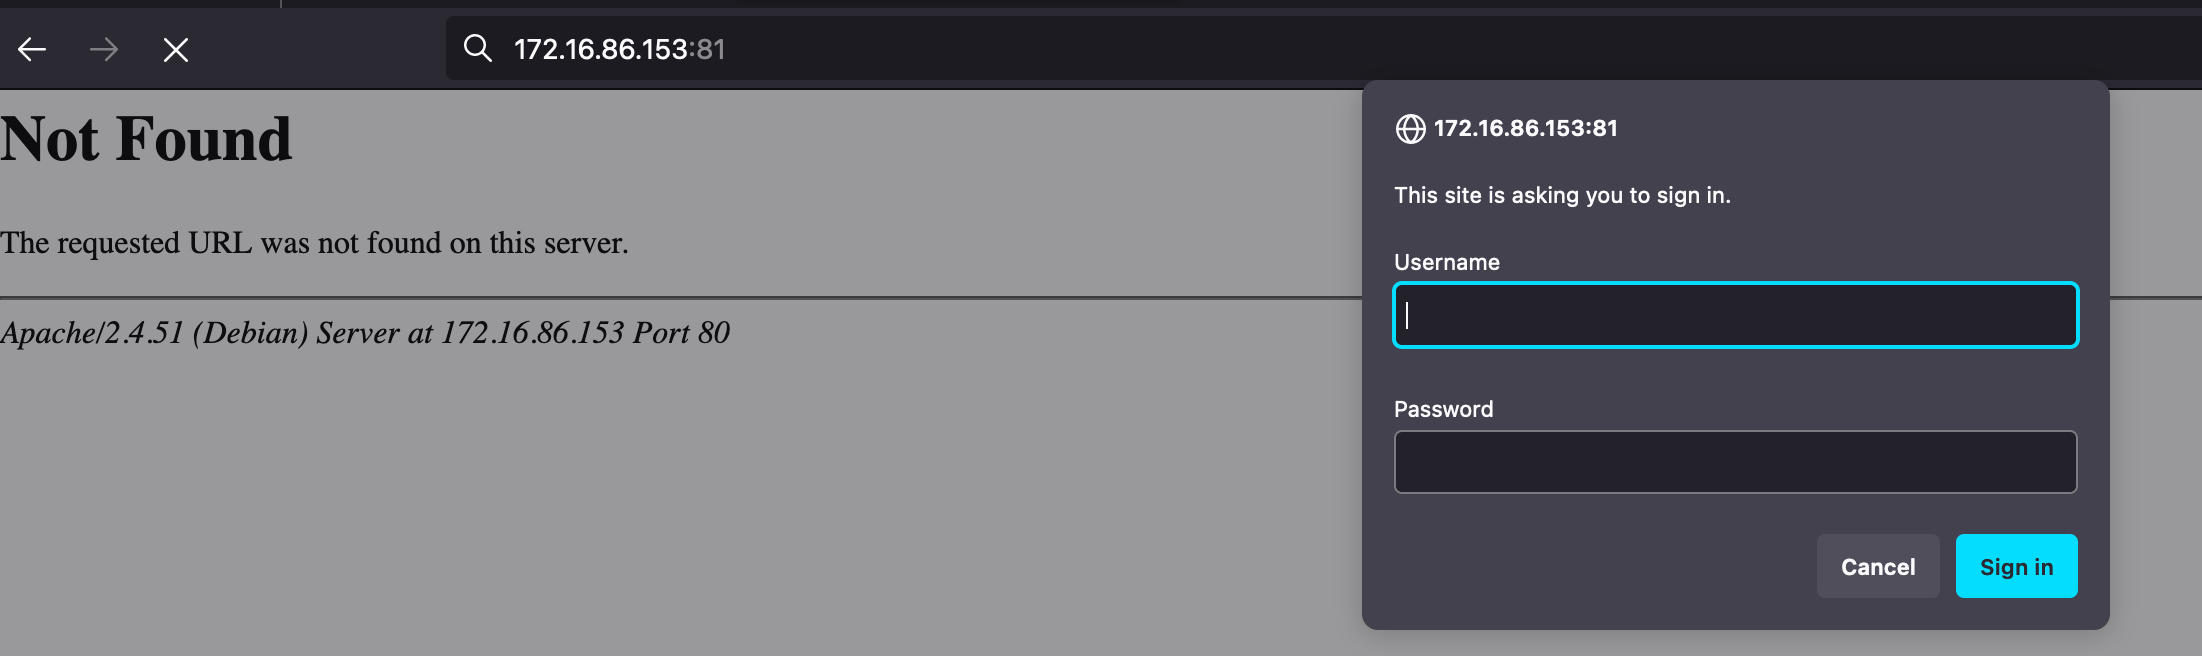 172.16.86.153:81
Not Found
The requested URL was not found on this server.
Apache/2.4.51 (Debian) Server at 172.16.86.153 Port 80
172.16.86.153:81
This site is asking you to sign in.
Username
Password
Cancel
Sign in